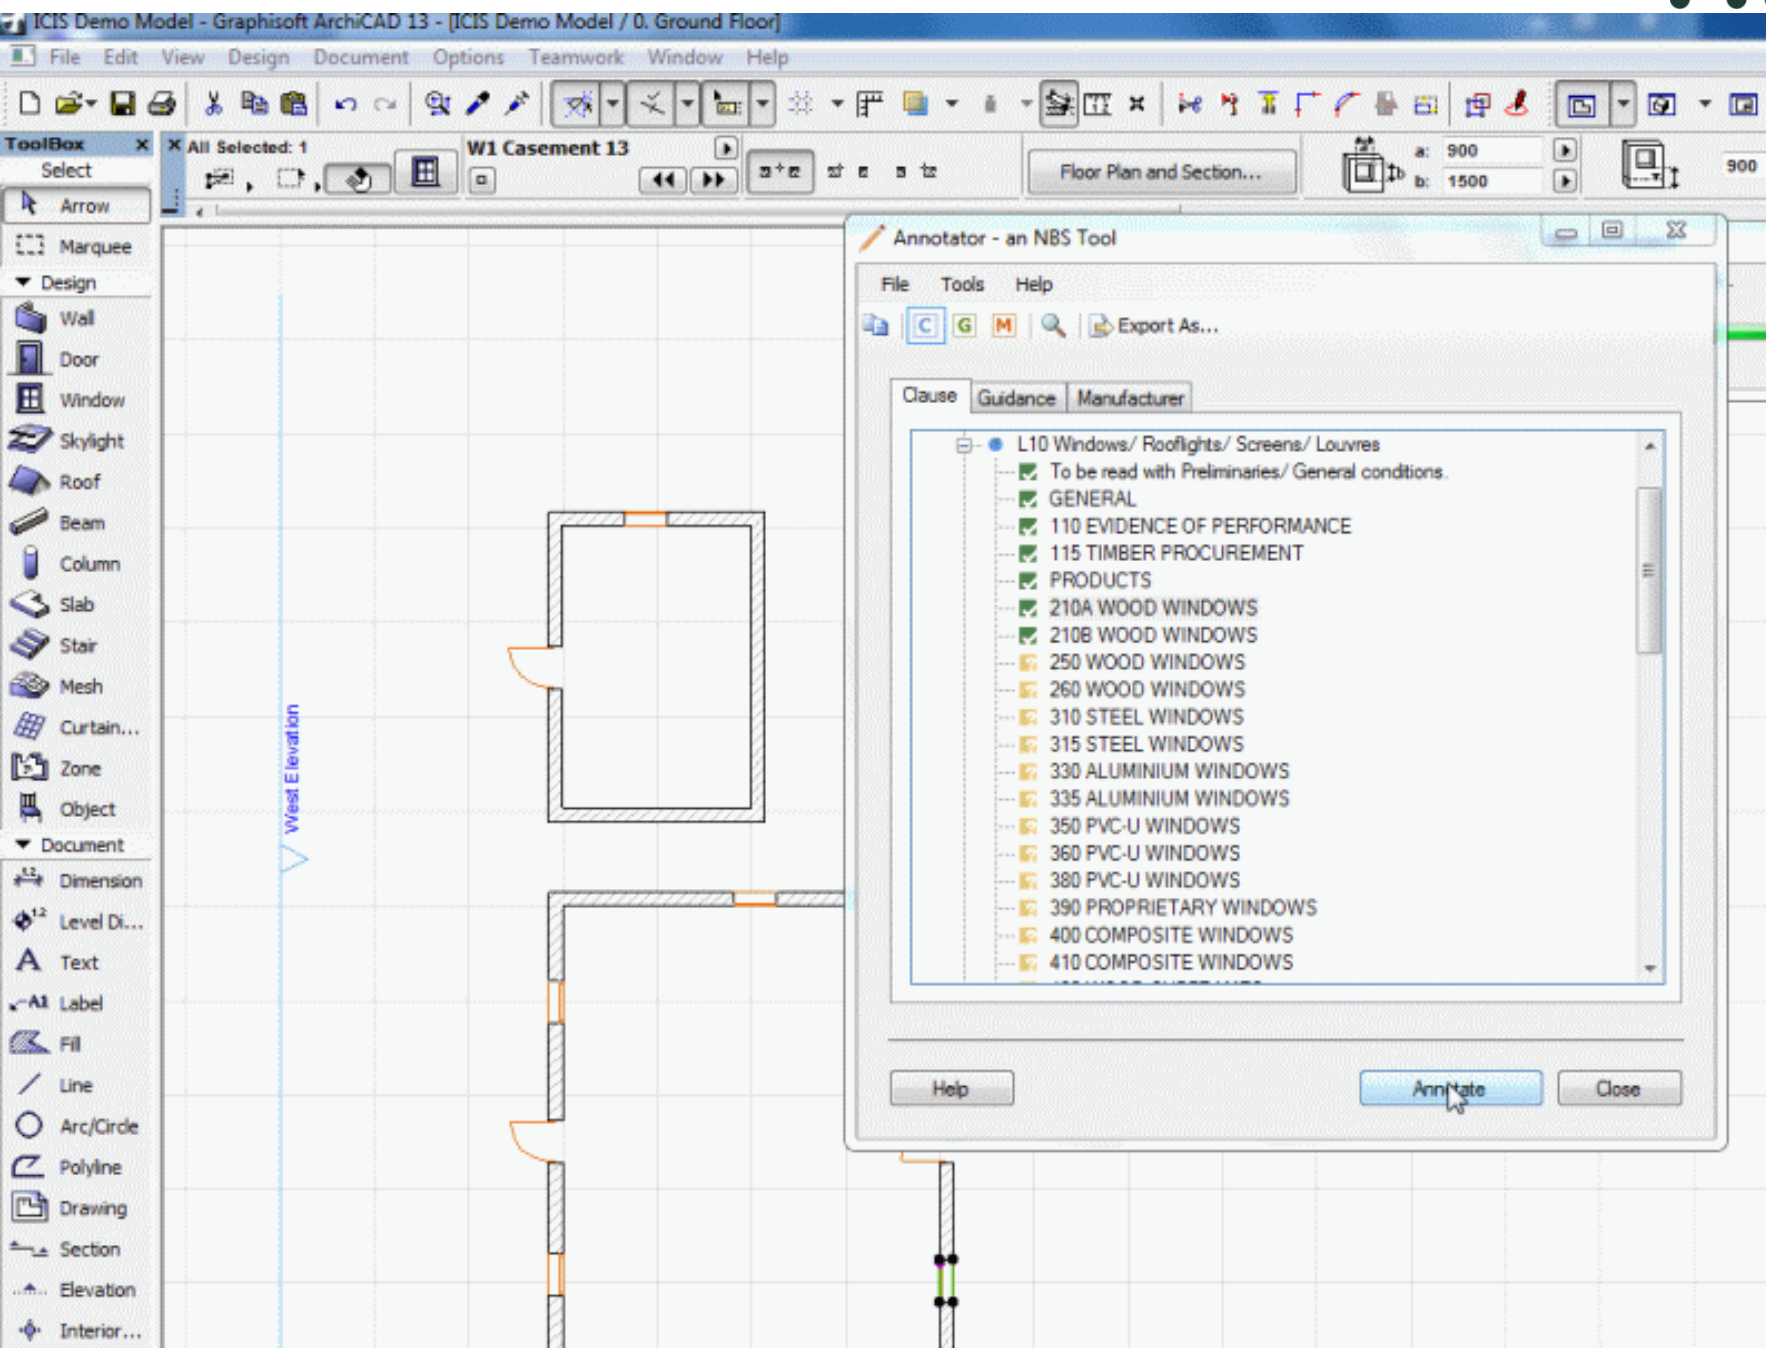 ICIS Demo Model - Graphisoft ArchiCAD 13 - [ICIS Demo Model / 0. Ground Floor]
File Edit View Design Document Options Teamwork Window Help
ToolBox
Select
Arrow
Marquee
Design
Wall
Door
Window
Skylight
Roof
Beam
Column
Slab
Stair
Mesh
Curtain...
Zone
Object
Document
Dimension
Level Di...
Text
Label
Fill
Line
Arc/Circle
Polyline
Drawing
Section
Elevation
Interior...
All Selected: 1
W1 Casement 13
Floor Plan and Section...
a: 900
b: 1500
900
West Elevation
Annotator - an NBS Tool
File Tools Help
C G M Export As...
Clause Guidance Manufacturer
L10 Windows/ Rooflights/ Screens/ Louvres
To be read with Preliminaries/ General conditions.
GENERAL
110 EVIDENCE OF PERFORMANCE
115 TIMBER PROCUREMENT
PRODUCTS
210A WOOD WINDOWS
210B WOOD WINDOWS
250 WOOD WINDOWS
260 WOOD WINDOWS
310 STEEL WINDOWS
315 STEEL WINDOWS
330 ALUMINIUM WINDOWS
335 ALUMINIUM WINDOWS
350 PVC-U WINDOWS
360 PVC-U WINDOWS
380 PVC-U WINDOWS
390 PROPRIETARY WINDOWS
400 COMPOSITE WINDOWS
410 COMPOSITE WINDOWS
Help Annotate Close